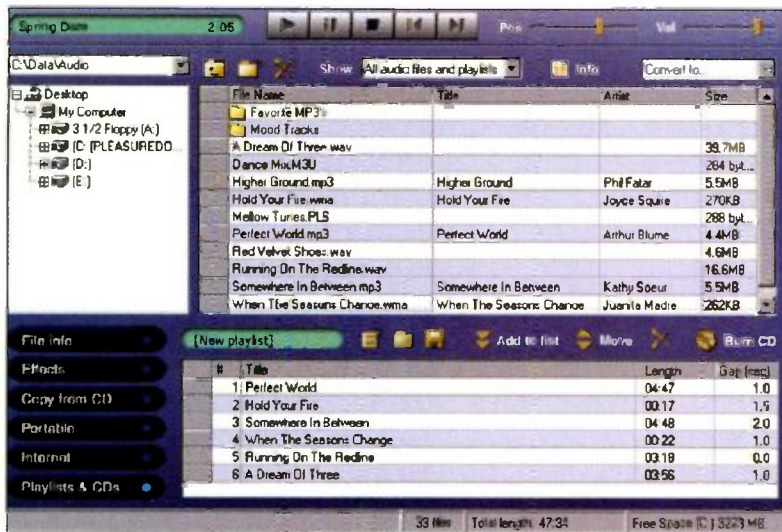 Spring Dam 2:05 Pos Vol
C:\Data\Audio Show All audio files and playlists Info Convert to...
Desktop
My Computer
3 1/2 Floppy (A:)
(C: (PLEASUREDO...
(D:)
(E:)
File Name Title Artist Size
Favorite MP3's
Mood Tracks
A Dream Of Three.wav 39.7MB
Dance Mix.M3U 284 byt...
Higher Ground.mp3 Higher Ground Phil Fatar 5.5MB
Hold Your Fire.wma Hold Your Fire Joyce Squire 270KB
Mellow Tunes.PLS 288 byt...
Perfect World.mp3 Perfect World Arthur Blume 4.4MB
Red Velvet Shoes.wav 4.6MB
Running On The Redline.wav 16.6MB
Somewhere In Between.mp3 Somewhere In Between Kathy Soeur 5.5MB
When The Seasons Change.wma When The Seasons Change Juanita Madre 262KB
File info
Effects
Copy from CD
Portable
Internet
Playlists & CDs
[New playlist] Add to list Move Burn CD
# Title Length Gap (sec)
1 Perfect World 04:47 1.0
2 Hold Your Fire 00:17
3 Somewhere In Between 04:48 2.0
4 When The Seasons Change 00:22 1.0
5 Running On The Redline 03:18 0.0
6 A Dream Of Three 03:56 1.0
33 files Total length: 47:34 Free Space (C:) MB